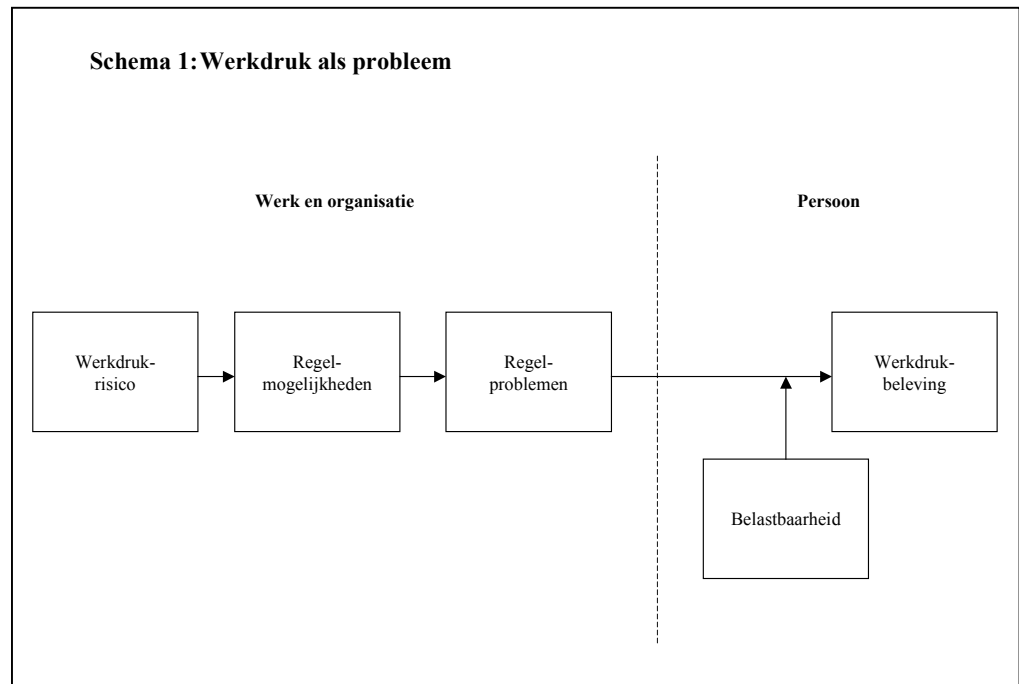 Schema 1: Werkdruk als probleem
Werk en organisatie
Persoon
Werkdruk-
risico
Regel-
mogelijkheden
Regel-
problemen
Werkdruk-
beleving
Belastbaarheid